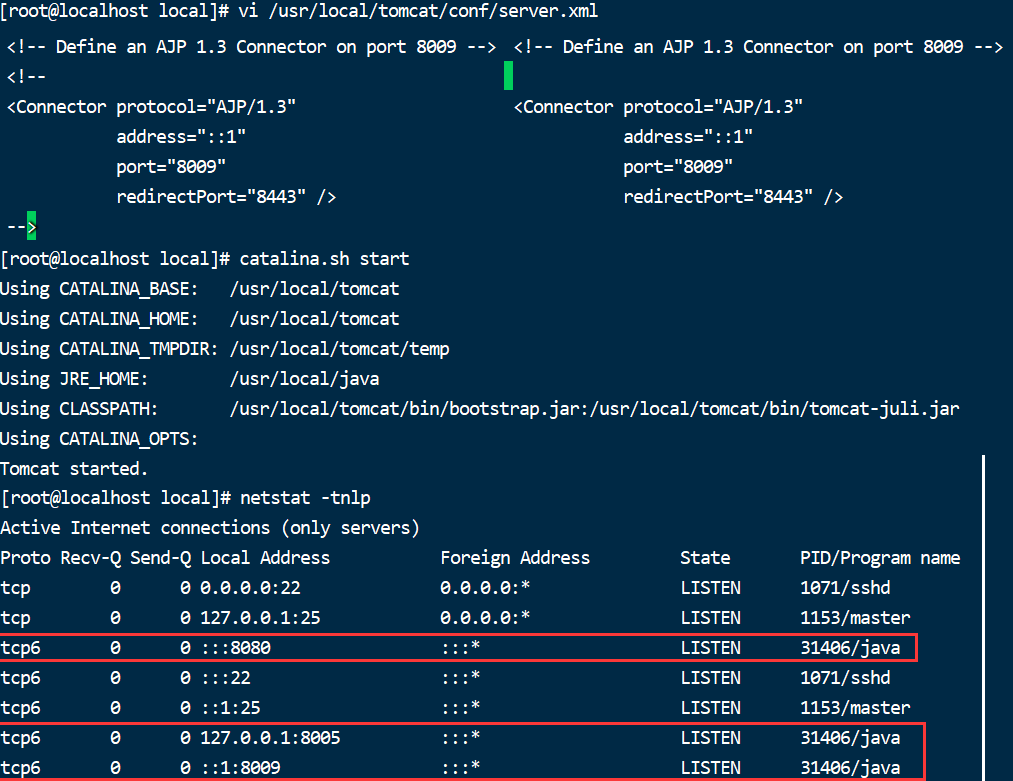 [root@localhost local]# vi /usr/local/tomcat/conf/server.xml
<!-- Define an AJP 1.3 Connector on port 8009 --> <!-- Define an AJP 1.3 Connector on port 8009 -->
<!--
<Connector protocol="AJP/1.3" <Connector protocol="AJP/1.3"
address="::1" address="::1"
port="8009" port="8009"
redirectPort="8443" /> redirectPort="8443" />
-->
[root@localhost local]# catalina.sh start
Using CATALINA_BASE: /usr/local/tomcat
Using CATALINA_HOME: /usr/local/tomcat
Using CATALINA_TMPDIR: /usr/local/tomcat/temp
Using JRE_HOME: /usr/local/java
Using CLASSPATH: /usr/local/tomcat/bin/bootstrap.jar:/usr/local/tomcat/bin/tomcat-juli.jar
Using CATALINA_OPTS:
Tomcat started.
[root@localhost local]# netstat -tnlp
Active Internet connections (only servers)
Proto Recv-Q Send-Q Local Address Foreign Address State PID/Program name
tcp 0 0 0.0.0.0:22 0.0.0.0:* LISTEN 1071/sshd
tcp 0 0 127.0.0.1:25 0.0.0.0:* LISTEN 1153/master
tcp6 0 0 :::8080 :::* LISTEN 31406/java
tcp6 0 0 :::22 :::* LISTEN 1071/sshd
tcp6 0 0 ::1:25 :::* LISTEN 1153/master
tcp6 0 0 127.0.0.1:8005 :::* LISTEN 31406/java
tcp6 0 0 ::1:8009 :::* LISTEN 31406/java